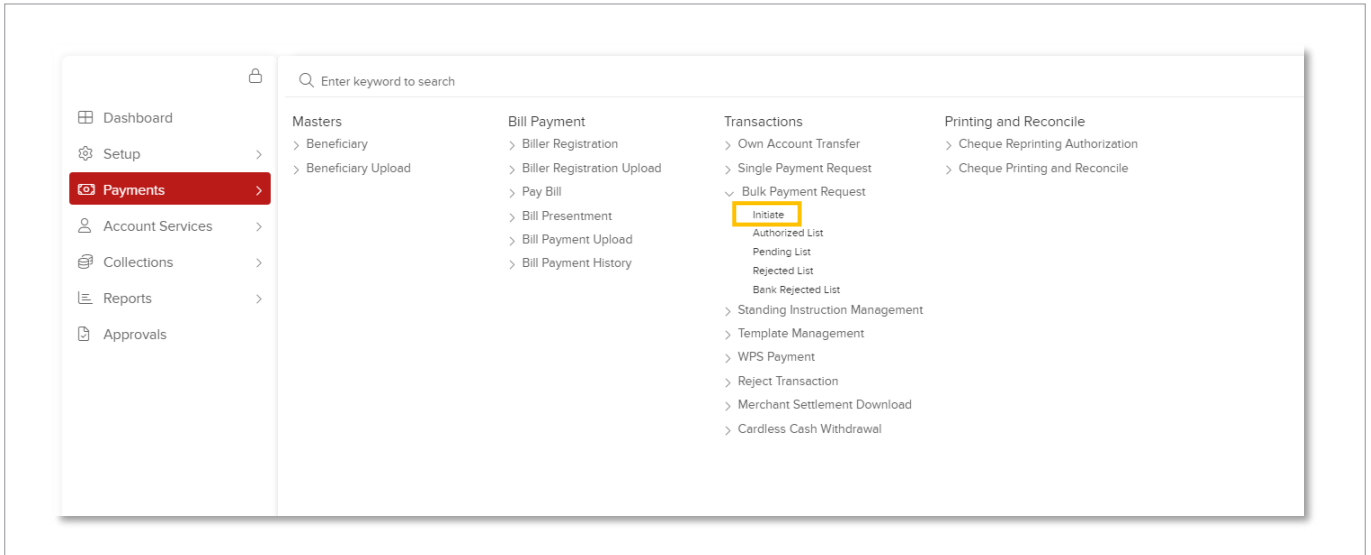 Enter keyword to search
Dashboard
Setup
Payments
Account Services
Collections
Reports
Approvals
Masters
Beneficiary
Beneficiary Upload
Bill Payment
Biller Registration
Biller Registration Upload
Pay Bill
Bill Presentment
Bill Payment Upload
Bill Payment History
Transactions
Own Account Transfer
Single Payment Request
Bulk Payment Request
Initiate
Authorized List
Pending List
Rejected List
Bank Rejected List
Standing Instruction Management
Template Management
WPS Payment
Reject Transaction
Merchant Settlement Download
Cardless Cash Withdrawal
Printing and Reconcile
Cheque Reprinting Authorization
Cheque Printing and Reconcile